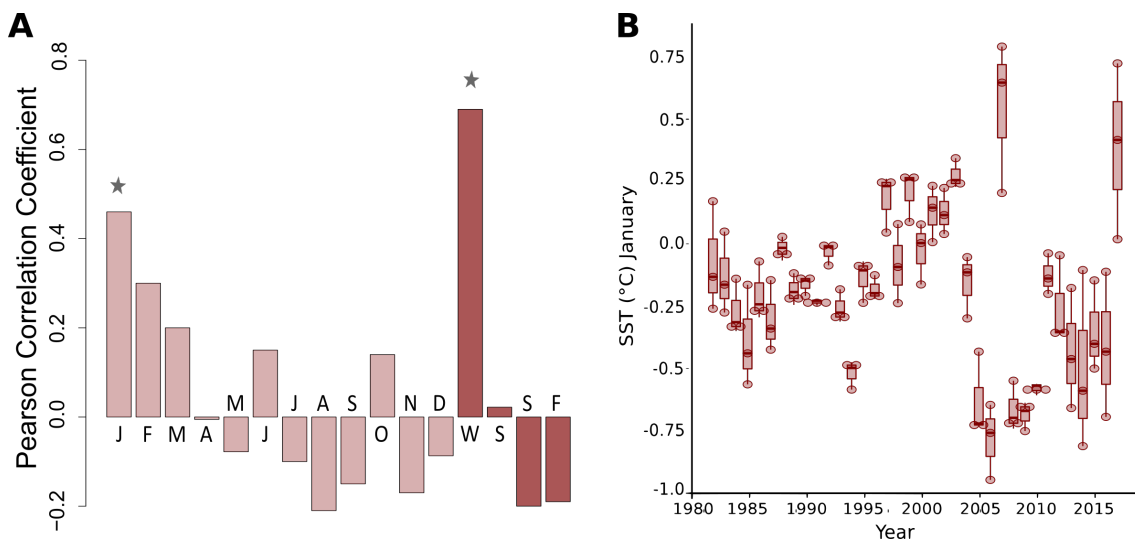 A
Pearson Correlation Coefficient
0.8
0.6
0.4
0.2
0.0
−0.2
J F M A M J J A S O N D W S S F
B
SST (°C) January
0.75
0.5
0.25
0.0
-0.25
-0.5
-0.75
-1.0
1980 1985 1990 1995 2000 2005 2010 2015
Year